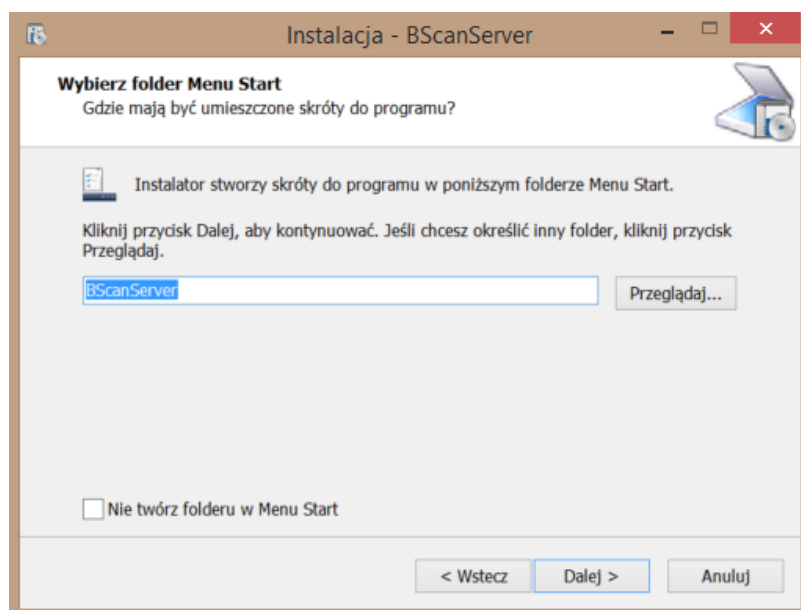 Instalacja - BScanServer
Wybierz folder Menu Start
Gdzie mają być umieszczone skróty do programu?
Instalator stworzy skróty do programu w poniższym folderze Menu Start.
Kliknij przycisk Dalej, aby kontynuować. Jeśli chcesz określić inny folder, kliknij przycisk
Przeglądaj.
BScanServer
Przeglądaj...
Nie twórz folderu w Menu Start
< Wstecz
Dalej >
Anuluj